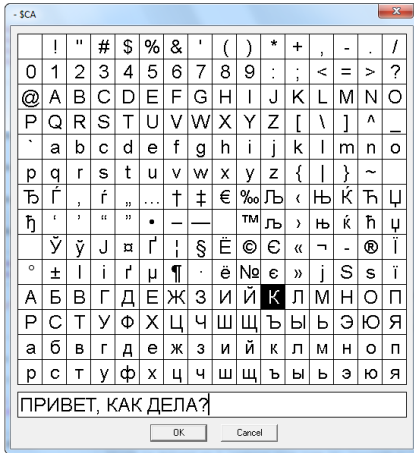 - $CA
! " # $ % & ' ( ) * + , - . /
0 1 2 3 4 5 6 7 8 9 : ; < = > ?
@ A B C D E F G H I J K L M N O
P Q R S T U V W X Y Z [ \ ] ^ _
` a b c d e f g h i j k l m n o
p q r s t u v w x y z { | } ~
Ђ Ѓ ‚ ѓ „ … † ‡ € ‰ Љ ‹ Њ Ќ Ћ Џ
ђ ‘ ’ “ ” • – — ™ љ › њ ќ ћ џ
Ў ў Ј ¤ Ґ ¦ § Ё © Є « ¬ - ® Ї
° ± І і ґ µ ¶ · ё № є » ј Ѕ ѕ ї
А Б В Г Д Е Ж З И Й К Л М Н О П
Р С Т У Ф Х Ц Ч Ш Щ Ъ Ы Ь Э Ю Я
а б в г д е ж з и й к л м н о п
р с т у ф х ц ч ш щ ъ ы ь э ю я
ПРИВЕТ, КАК ДЕЛА?
OK Cancel